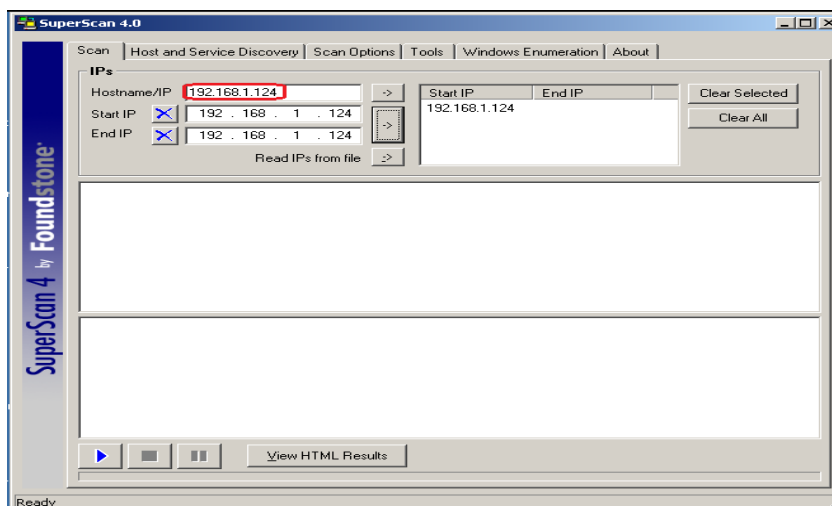 SuperScan 4.0
Scan Host and Service Discovery Scan Options Tools Windows Enumeration About
IPs
Hostname/IP 192.168.1.124 -> Start IP End IP Clear Selected
Start IP 192 . 168 . 1 . 124 -> 192.168.1.124 Clear All
End IP 192 . 168 . 1 . 124
Read IPs from file ->
SuperScan 4 by Foundstone
View HTML Results
Ready